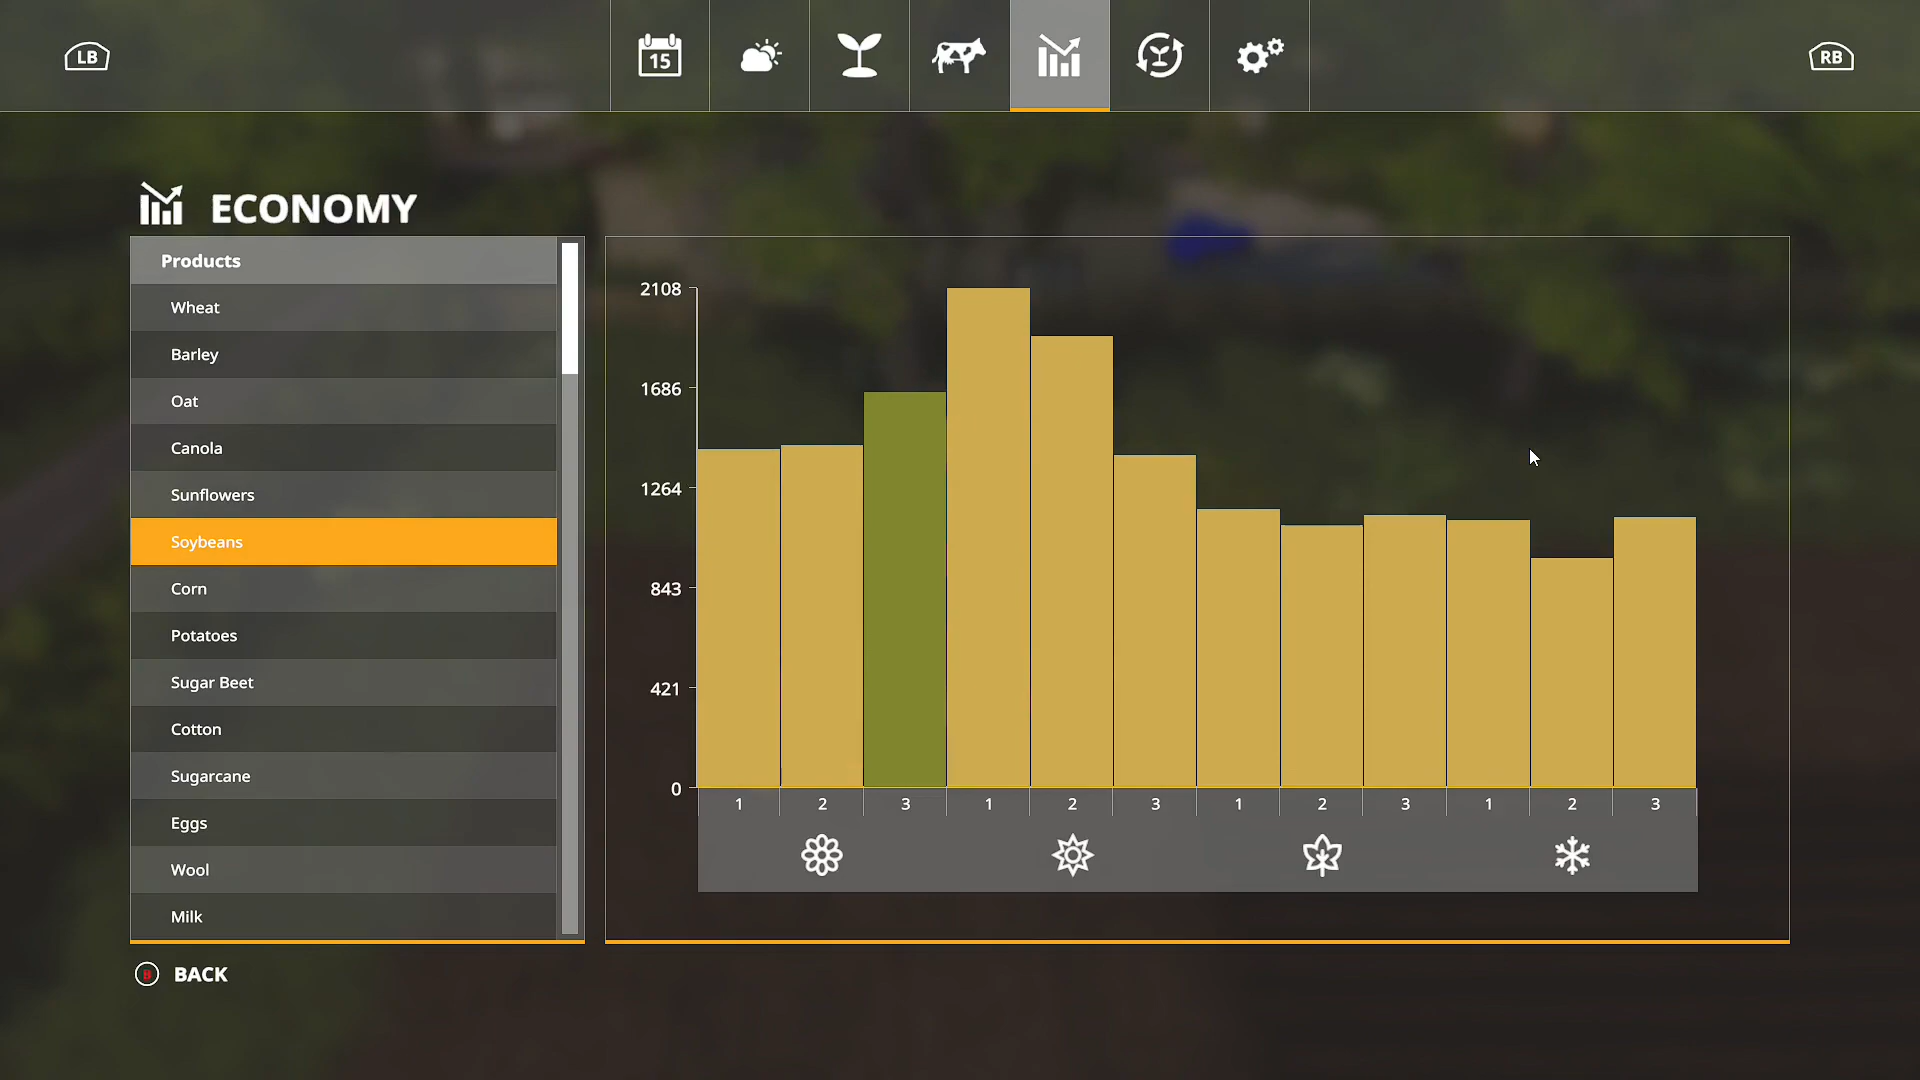 LB
15
RB
ECONOMY
Products
Wheat
Barley
Oat
Canola
Sunflowers
Soybeans
Corn
Potatoes
Sugar Beet
Cotton
Sugarcane
Eggs
Wool
Milk
2108
1686
1264
843
421
0
1 2 3 1 2 3 1 2 3 1 2 3
B BACK